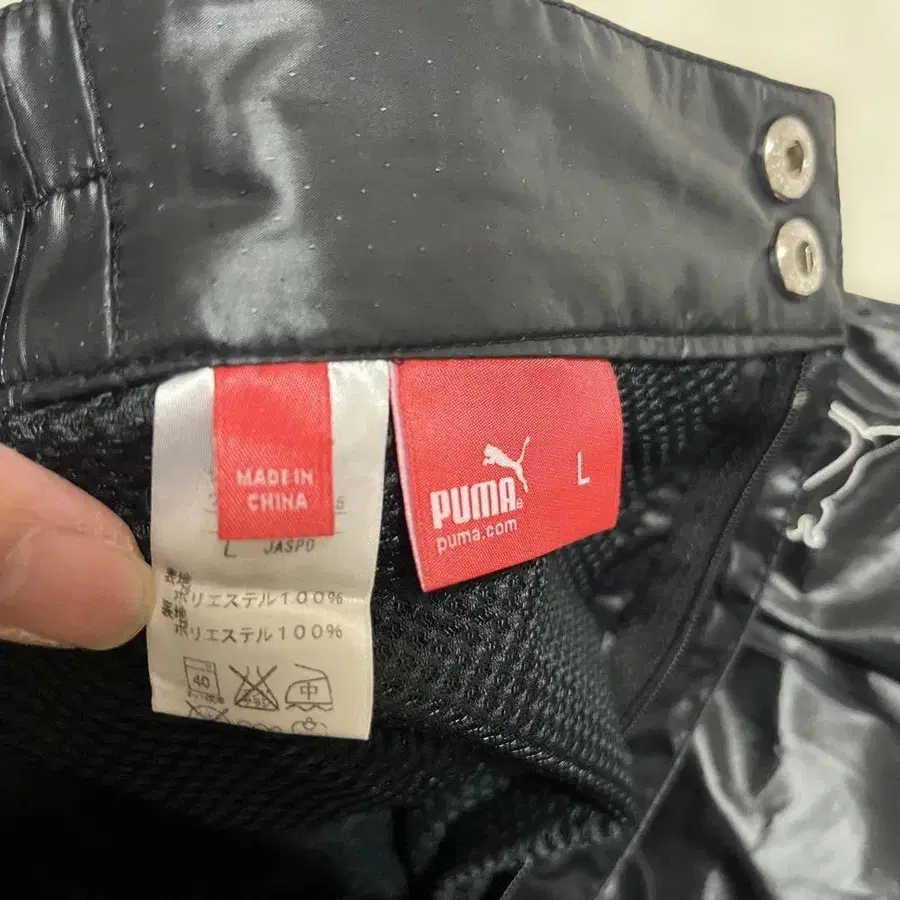 MADE IN
CHINA
L JASPO
表地
ポリエステル100%
裏地
ポリエステル100%
40
中
PUMA®
puma.com
L